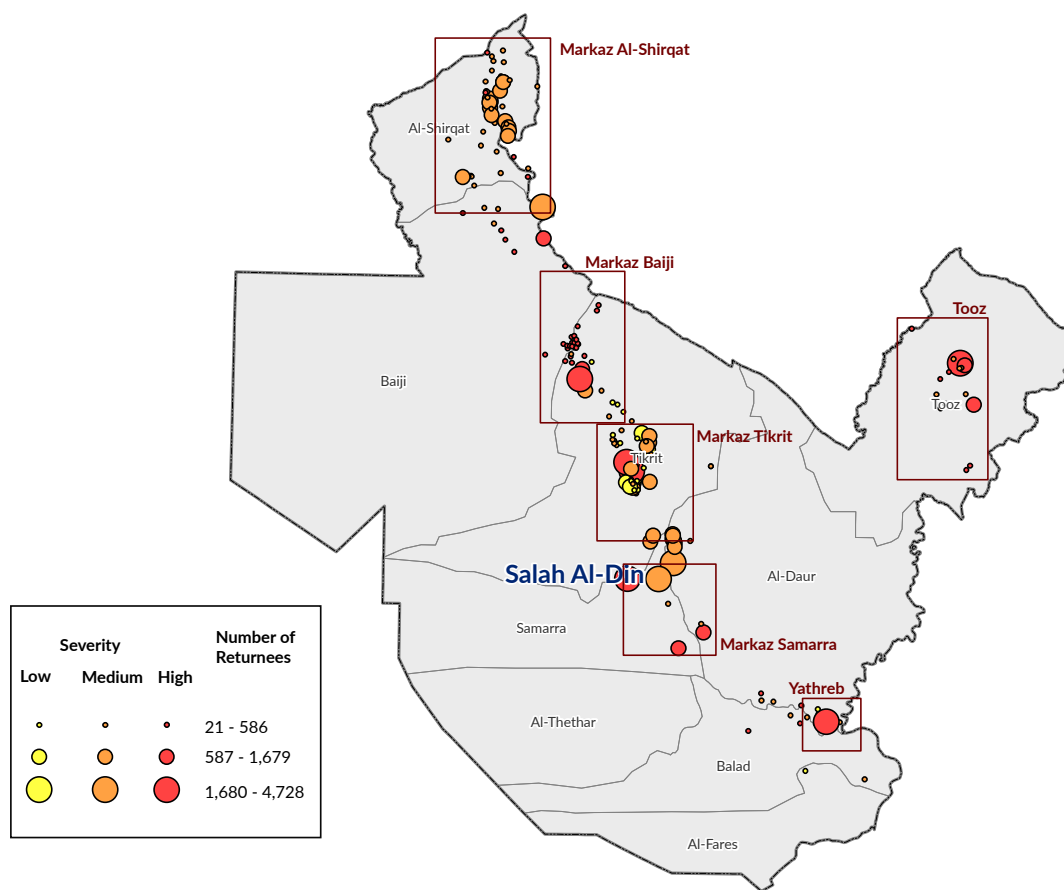 Markaz Al-Shirqat
Al-Shirqat
Markaz Baiji
Tooz
Baiji
Tooz
Markaz Tikrit
Tikrit
Salah Al-Din
Al-Daur
Samarra
Markaz Samarra
Yathreb
Al-Thethar
Balad
Al-Fares
Severity
Number of
Returnees
Low Medium High
21 - 586
587 - 1,679
1,680 - 4,728